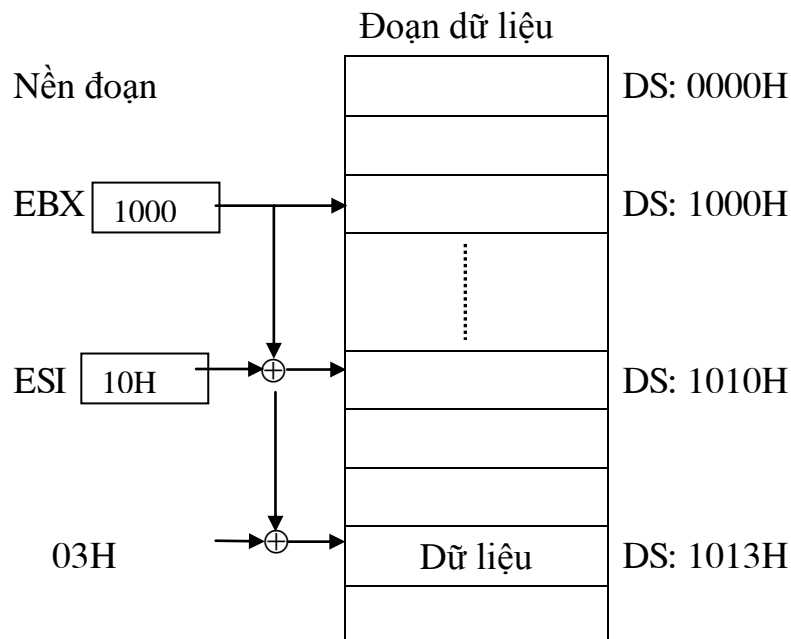 Đoạn dữ liệu
Nền đoạn DS: 0000H
EBX 1000 DS: 1000H
ESI 10H DS: 1010H
03H Dữ liệu DS: 1013H